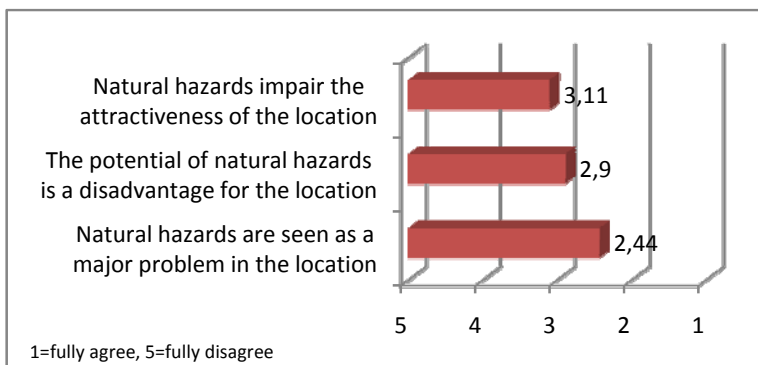 Natural hazards impair the
attractiveness of the location
3,11
The potential of natural hazards
is a disadvantage for the location
2,9
Natural hazards are seen as a
major problem in the location
2,44
5 4 3 2 1
1=fully agree, 5=fully disagree